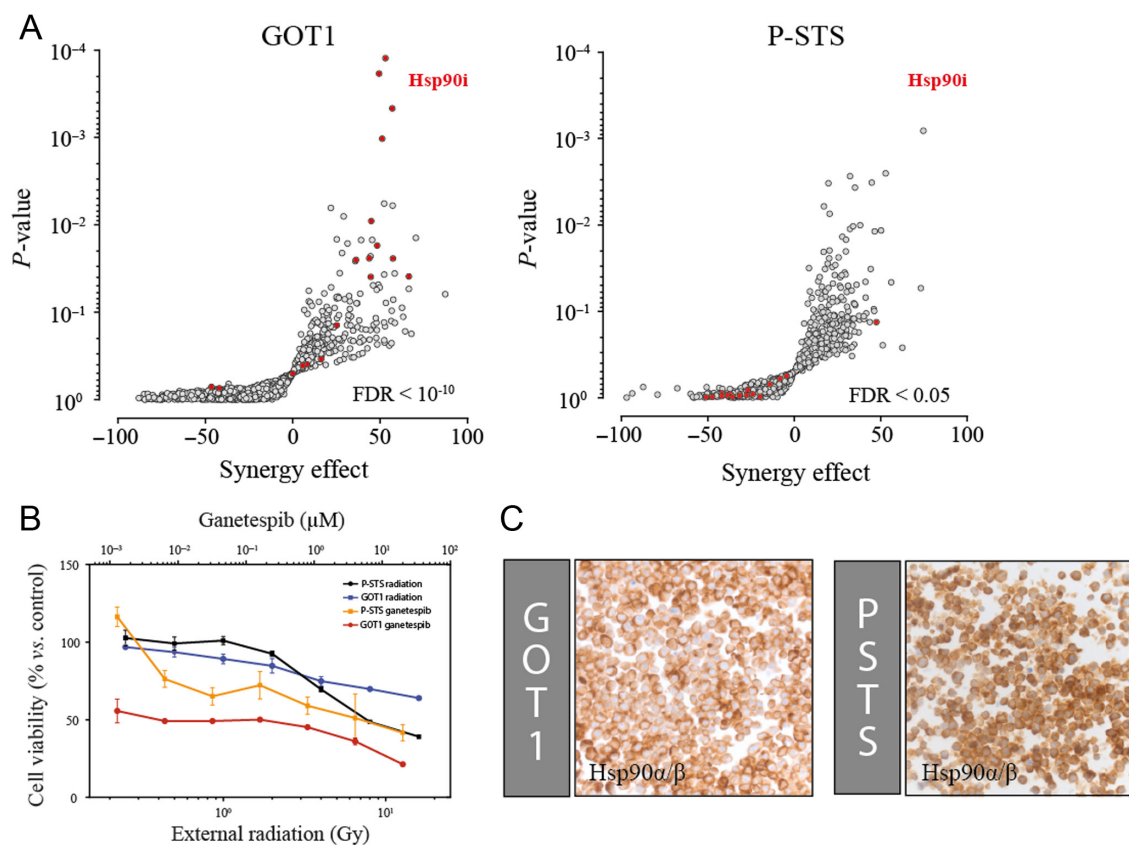 A
GOT1
P-STS
Hsp90i
Hsp90i
P-value
10⁻⁴
10⁻³
10⁻²
10⁻¹
10⁰
FDR < 10⁻¹⁰
−100
−50
0
50
100
Synergy effect
P-value
10⁻⁴
10⁻³
10⁻²
10⁻¹
10⁰
FDR < 0.05
−100
−50
0
50
100
Synergy effect
B
Ganetespib (µM)
10⁻³ 10⁻² 10⁻¹ 10⁰ 10¹ 10²
Cell viability (% vs. control)
150
100
50
0
P-STS radiation
GOT1 radiation
P-STS ganetespib
GOT1 ganetespib
10⁰ 10¹
External radiation (Gy)
C
GOT1
Hsp90α/β
PSTS
Hsp90α/β